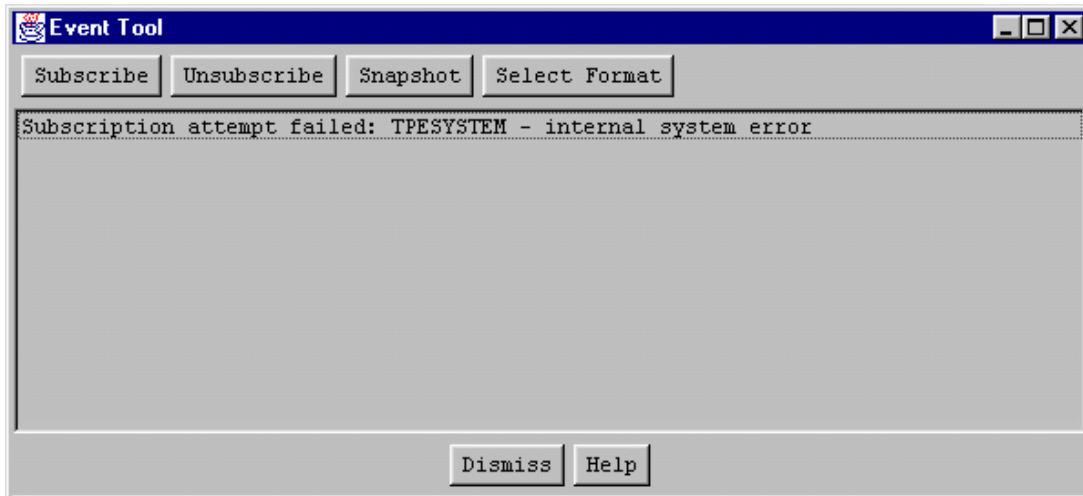 Event Tool
Subscribe Unsubscribe Snapshot Select Format
Subscription attempt failed: TPESYSTEM - internal system error
Dismiss Help